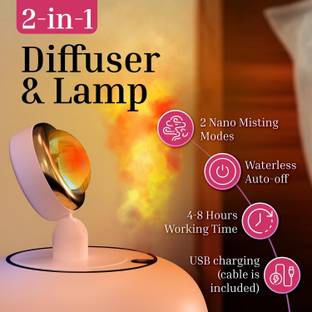 2-in-1
Diffuser
& Lamp
2 Nano Misting
Modes
Waterless
Auto-off
4-8 Hours
Working Time
USB charging
(cable is
included)